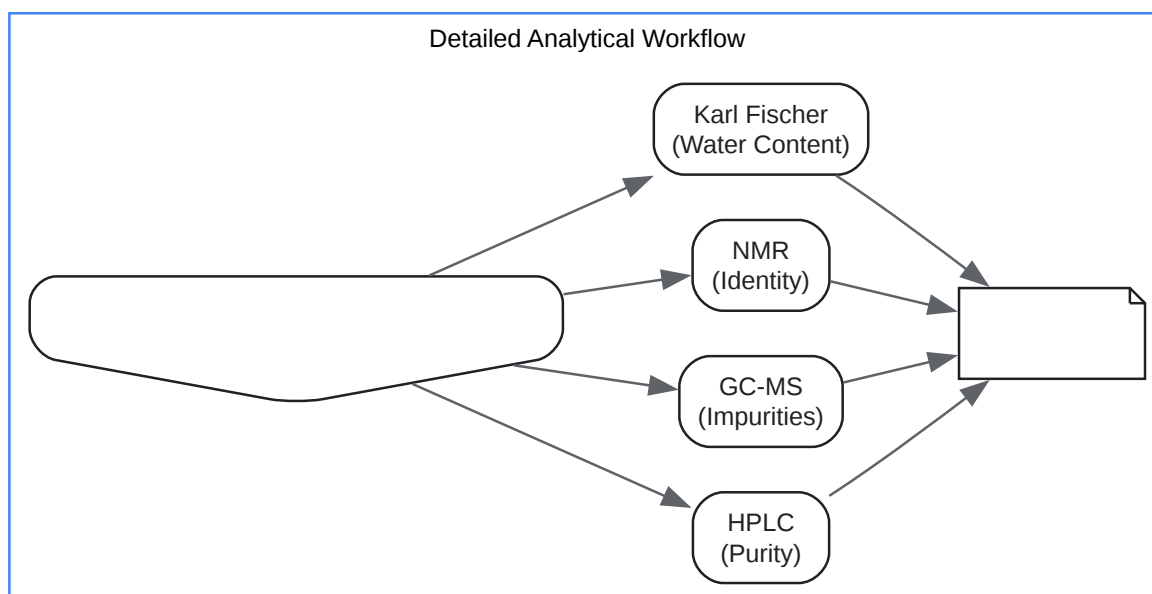 Detailed Analytical Workflow
Karl Fischer
(Water Content)
NMR
(Identity)
GC-MS
(Impurities)
HPLC
(Purity)